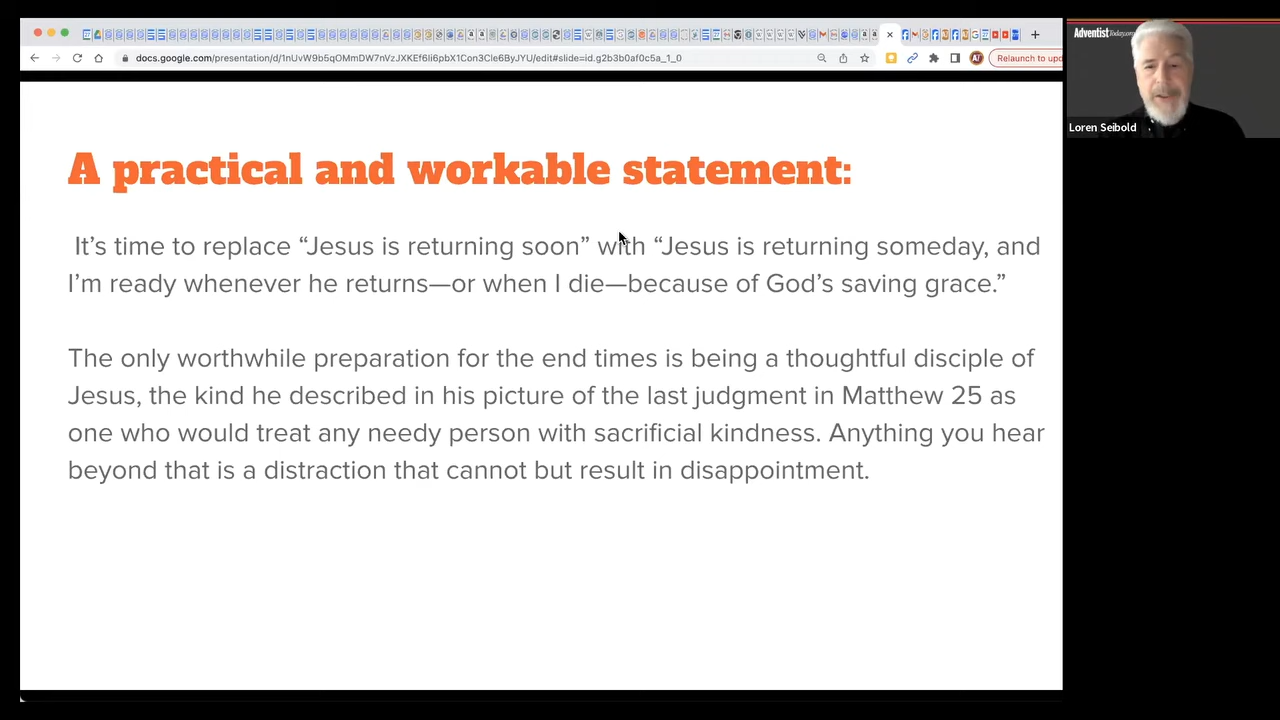 docs.google.com/presentation/d/1nUrW9b5qOMmDW7nVzJXKEf6li6pbX1Con3Cle6ByJYU/edit#slide=id.g2b3b0af0c5a_1_0
Relaunch to upd
AdventistToday.com
Loren Seibold
A practical and workable statement:
It’s time to replace “Jesus is returning soon” with “Jesus is returning someday, and
I’m ready whenever he returns—or when I die—because of God’s saving grace.”
The only worthwhile preparation for the end times is being a thoughtful disciple of
Jesus, the kind he described in his picture of the last judgment in Matthew 25 as
one who would treat any needy person with sacrificial kindness. Anything you hear
beyond that is a distraction that cannot but result in disappointment.